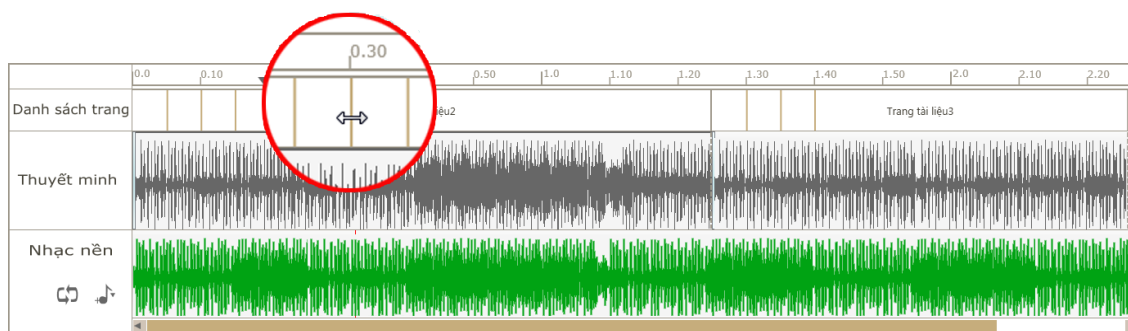 0.30
0.0 0.10 0.50 1.0 1.10 1.20 1.30 1.40 1.50 2.0 2.10 2.20
Danh sách trang iệu2 Trang tài liệu3
Thuyết minh
Nhạc nền